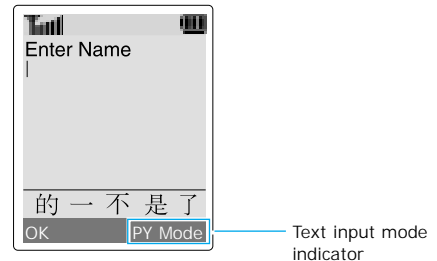 Enter Name
的 一 不 是 了
OK PY Mode
Text input mode
indicator